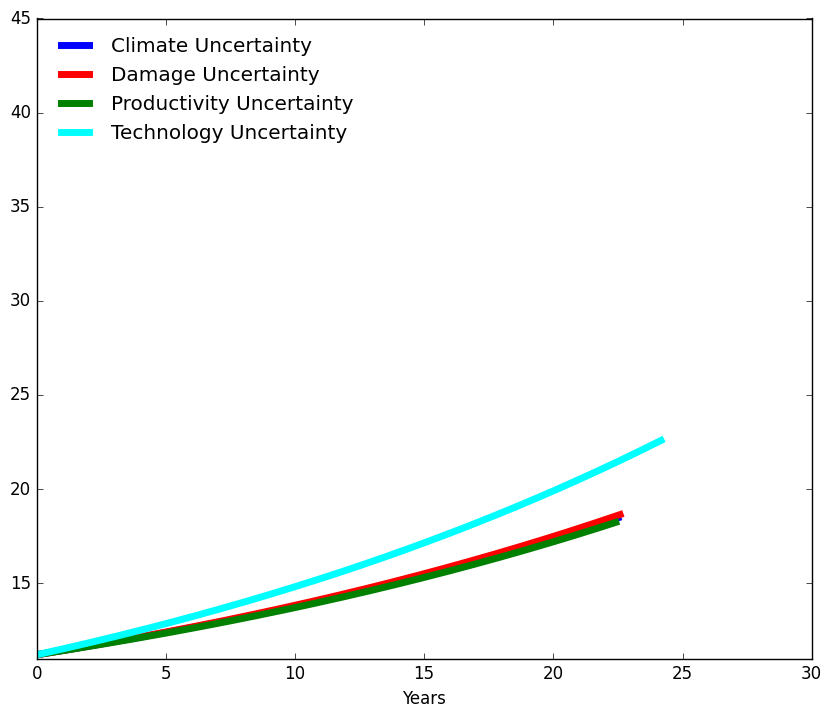 45
40
35
30
25
20
15
Climate Uncertainty
Damage Uncertainty
Productivity Uncertainty
Technology Uncertainty
0 5 10 15 20 25 30
Years